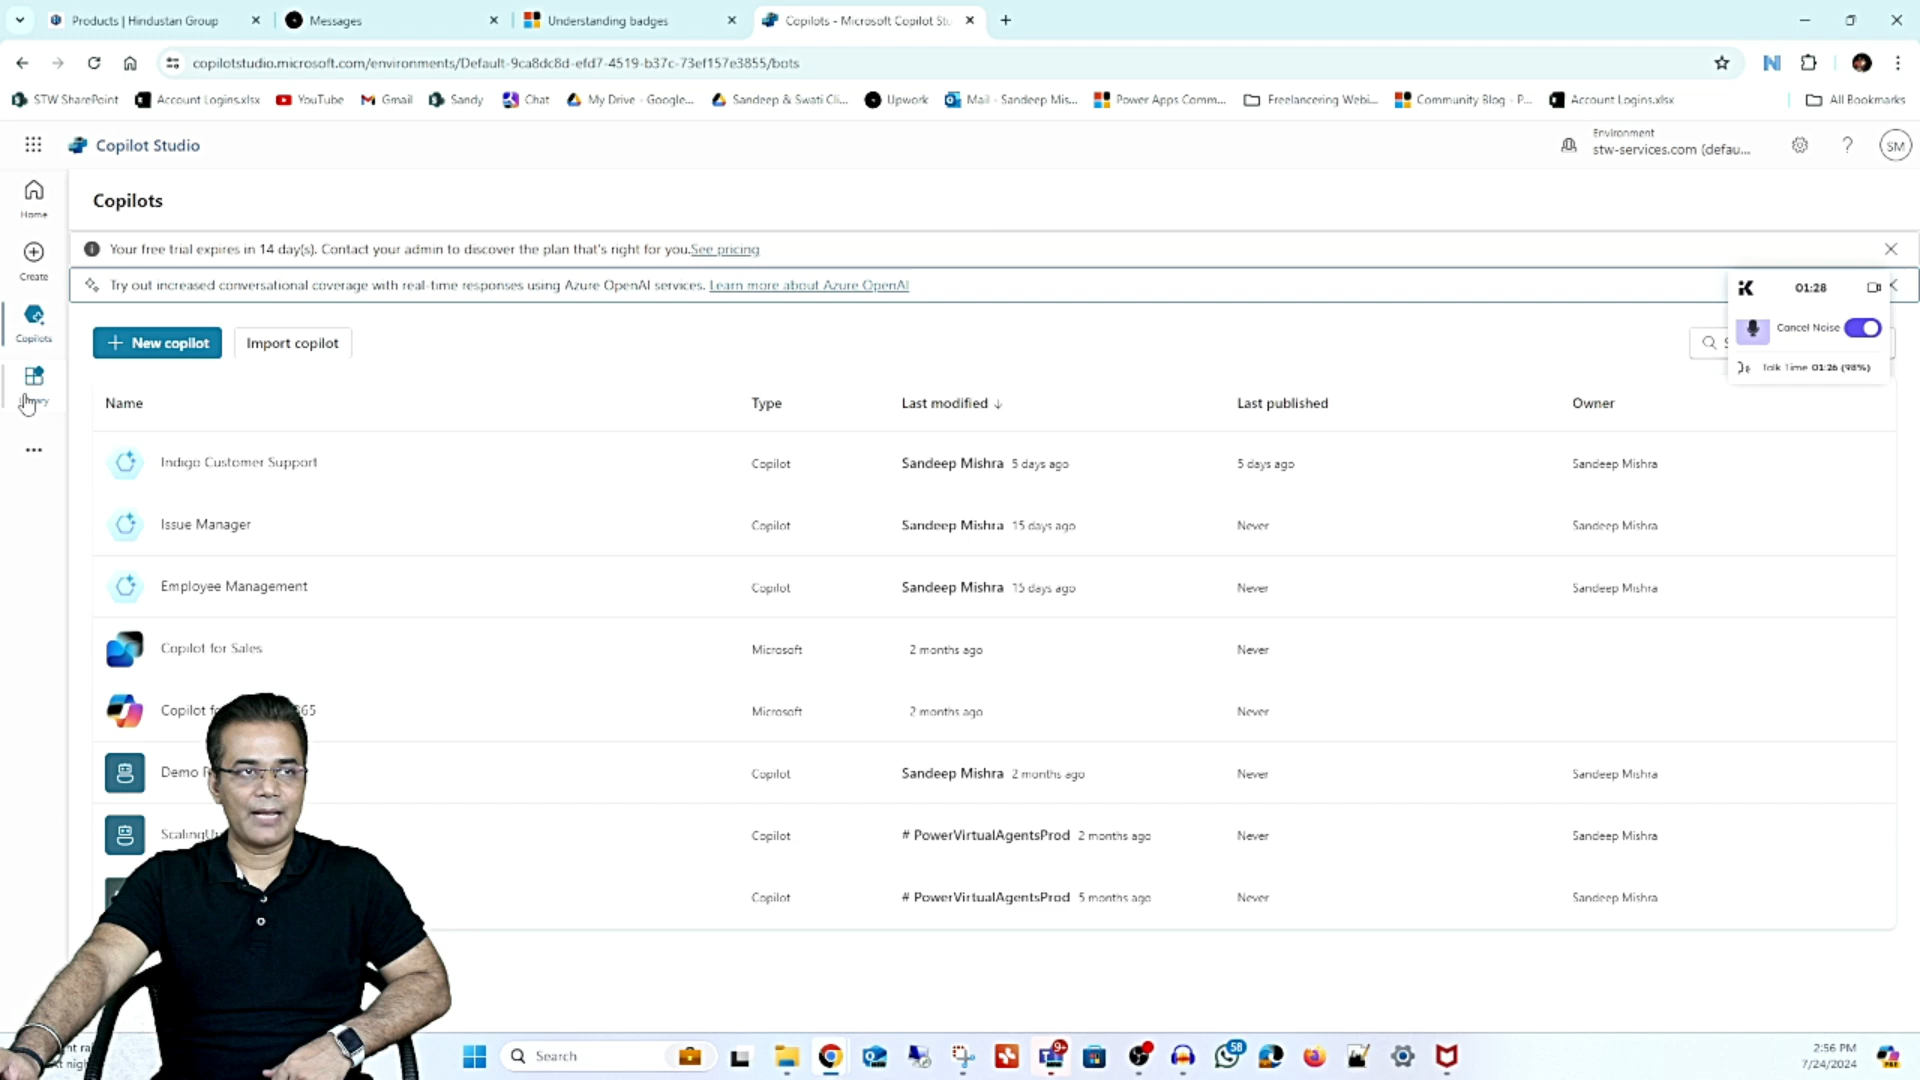 Products | Hindustan Group
Messages
Understanding badges
Copilots - Microsoft Copilot Stu
copilotstudio.microsoft.com/environments/Default-9ca8dc8d-efd7-4519-b37c-73ef157e3855/bots
STW SharePoint
Account Logins.xlsx
YouTube
Gmail
Sandy
Chat
My Drive - Google...
Sandeep & Swati Cli...
Upwork
Mail - Sandeep Mis...
Power Apps Comm...
Freelancering Webi...
Community Blog - P...
Account Logins.xlsx
All Bookmarks
Copilot Studio
Environment
stw-services.com (defau...
SM
Home
Create
Copilots
Library
Copilots
Your free trial expires in 14 day(s). Contact your admin to discover the plan that's right for you.See pricing
Try out increased conversational coverage with real-time responses using Azure OpenAI services. Learn more about Azure OpenAI
01:28
Cancel Noise
Talk Time 01:26 (98%)
New copilot
Import copilot
Name Type Last modified ↓ Last published Owner
Indigo Customer Support Copilot Sandeep Mishra 5 days ago 5 days ago Sandeep Mishra
Issue Manager Copilot Sandeep Mishra 15 days ago Never Sandeep Mishra
Employee Management Copilot Sandeep Mishra 15 days ago Never Sandeep Mishra
Copilot for Sales Microsoft 2 months ago Never
Copilot 365 Microsoft 2 months ago Never
Demo Copilot Sandeep Mishra 2 months ago Never Sandeep Mishra
Copilot # PowerVirtualAgentsProd 2 months ago Never Sandeep Mishra
Copilot # PowerVirtualAgentsProd 5 months ago Never Sandeep Mishra
Search
9+
58
2:56 PM
7/24/2024